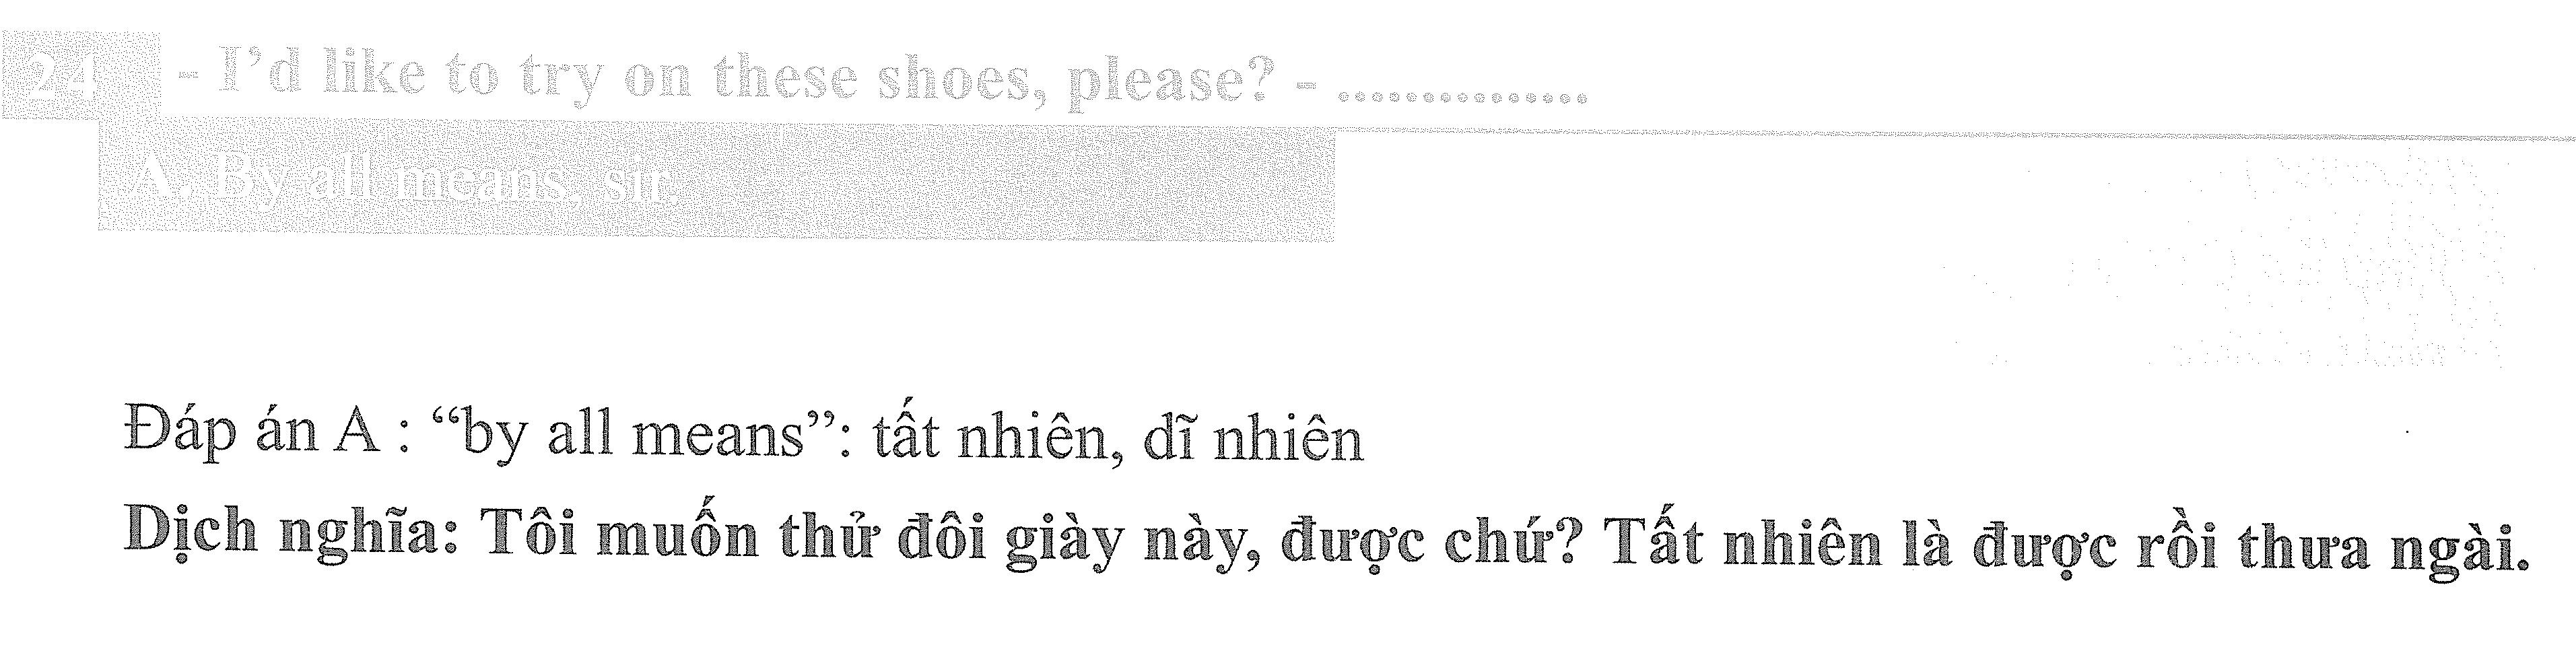 24 - I'd like to try on these shoes, please? - ...............
A. By all means, sir.
Đáp án A : “by all means”: tất nhiên, dĩ nhiên
Dịch nghĩa: Tôi muốn thử đôi giày này, được chứ? Tất nhiên là được rồi thưa ngài.